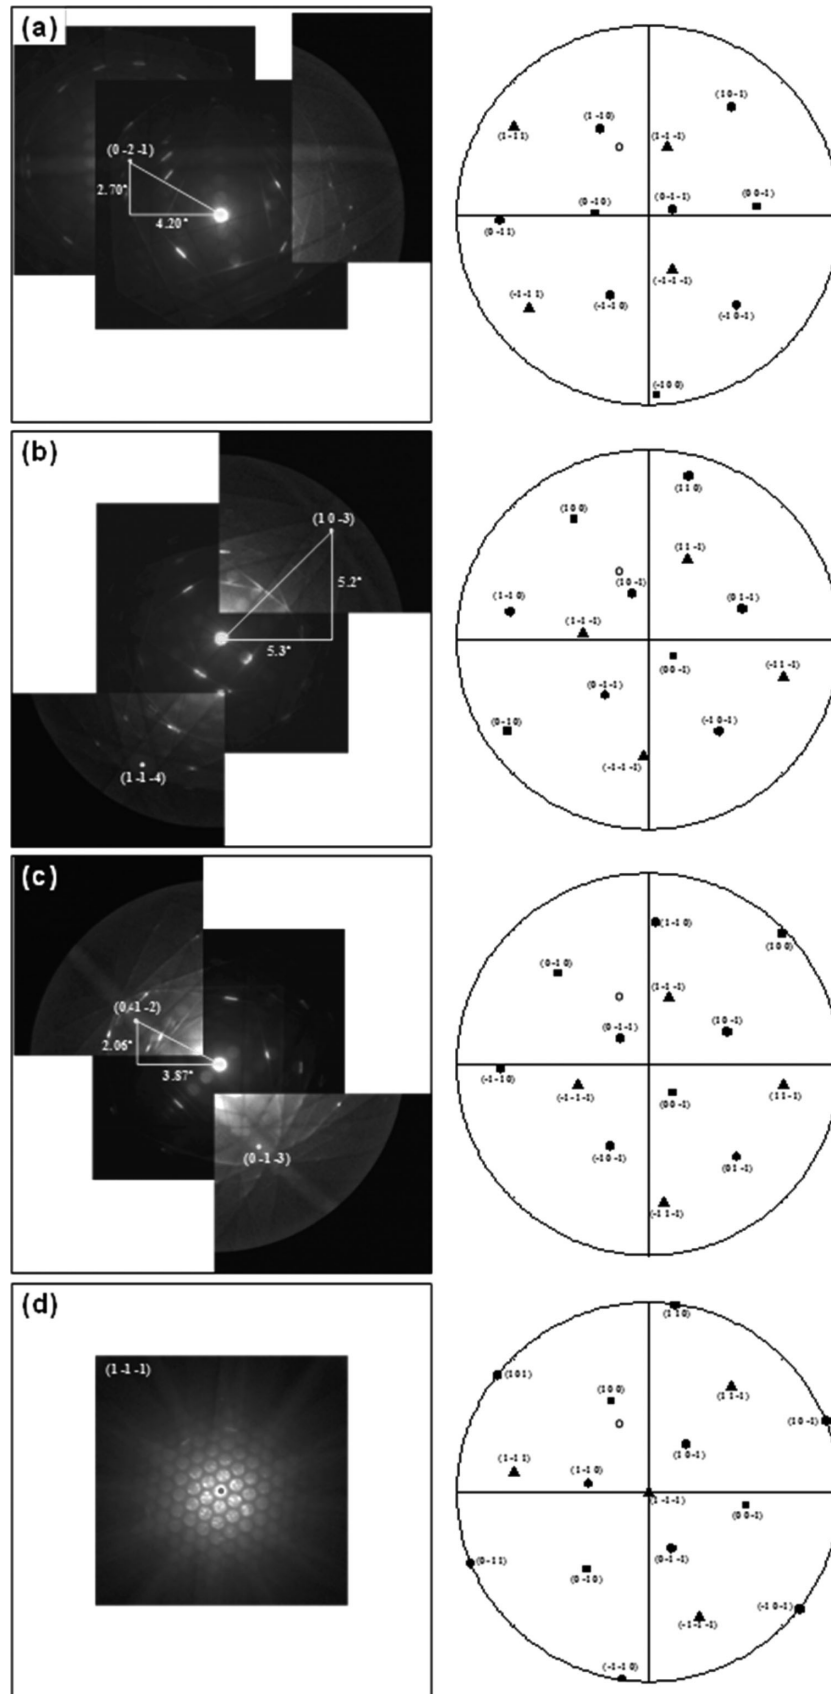 (a)
(0 -2 -1)
2.70°
4.20°
(1 0 -1)
(1 -1 0)
(1 -1 1)
(1 -1 -1)
(0 -1 0)
(0 -1 -1)
(0 0 -1)
(0 -1 1)
(-1 -1 1)
(-1 -1 0)
(-1 -1 -1)
(-1 0 -1)
(-1 0 0)
(b)
(1 0 -3)
5.2°
5.3°
(1 -1 -4)
(1 1 0)
(1 0 0)
(1 1 -1)
(1 0 -1)
(1 -1 0)
(0 1 -1)
(1 -1 -1)
(0 0 -1)
(-1 1 -1)
(0 -1 -1)
(0 -1 0)
(-1 0 -1)
(-1 -1 -1)
(c)
(0 -1 -2)
2.06°
3.87°
(0 -1 -3)
(1 -1 0)
(1 0 0)
(0 -1 0)
(1 -1 -1)
(0 -1 -1)
(1 0 -1)
(-1 -1 0)
(-1 -1 -1)
(0 0 -1)
(1 1 -1)
(-1 0 -1)
(0 1 -1)
(-1 1 -1)
(d)
(1 -1 -1)
(1 1 0)
(1 0 1)
(1 0 0)
(1 1 -1)
(1 0 -1)
(1 0 -1)
(1 -1 1)
(1 -1 0)
(1 -1 -1)
(0 0 -1)
(0 -1 1)
(0 -1 0)
(0 -1 -1)
(-1 0 -1)
(-1 -1 -1)
(-1 -1 0)